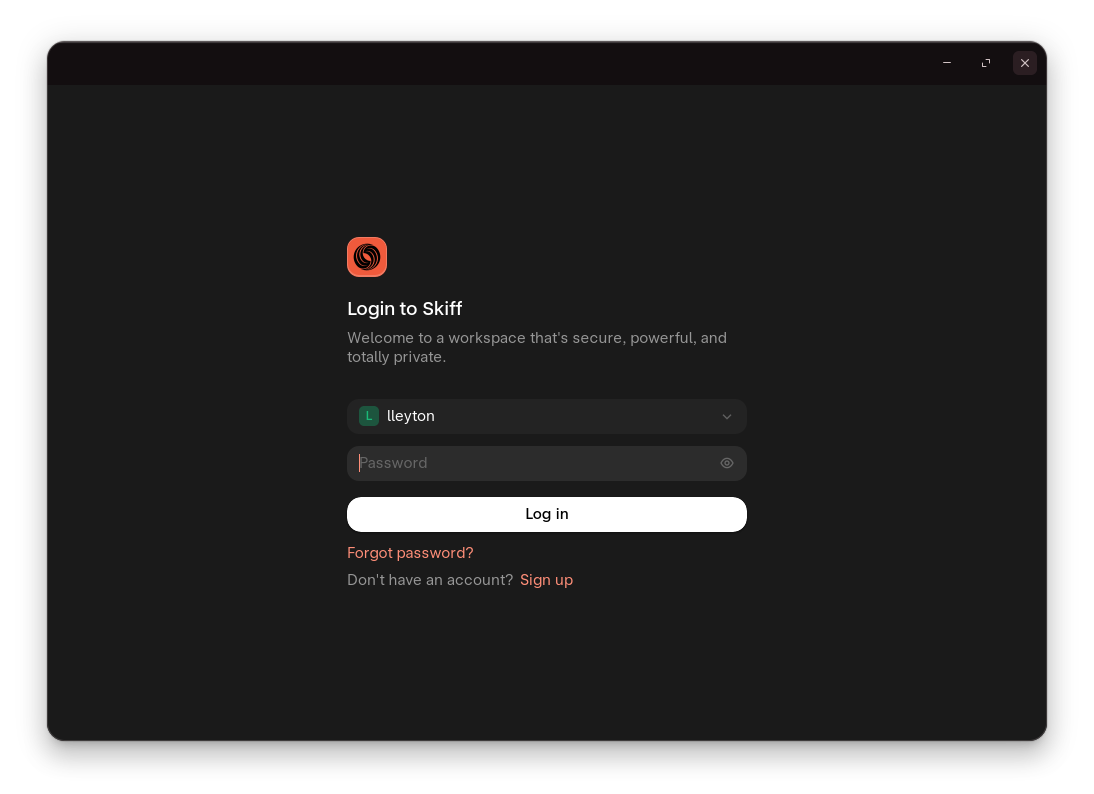 Login to Skiff
Welcome to a workspace that's secure, powerful, and
totally private.
L lleyton
Password
Log in
Forgot password?
Don't have an account? Sign up